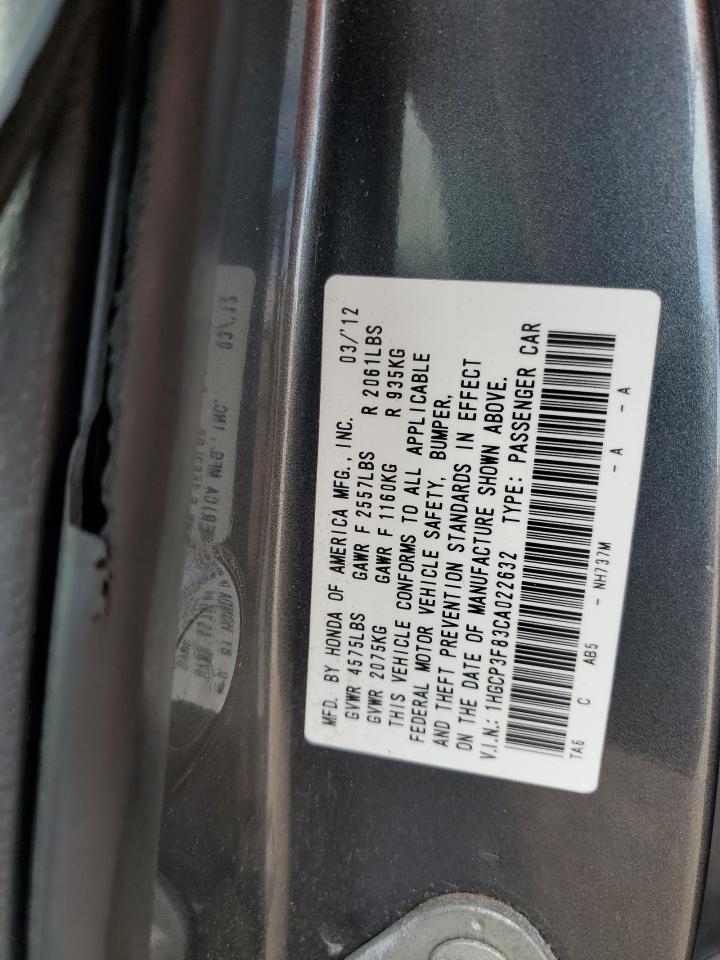 MFD. BY HONDA OF AMERICA MFG., INC. 03/'12
GVWR 4575LBS GAWR F 2557LBS R 2061LBS
GVWR 2075KG GAWR F 1160KG R 935KG
THIS VEHICLE CONFORMS TO ALL APPLICABLE
FEDERAL MOTOR VEHICLE SAFETY, BUMPER,
AND THEFT PREVENTION STANDARDS IN EFFECT
ON THE DATE OF MANUFACTURE SHOWN ABOVE.
V.I.N.: 1HGCP3F83CA022632 TYPE: PASSENGER CAR
TA6 C AB5 - NH737M - A - A